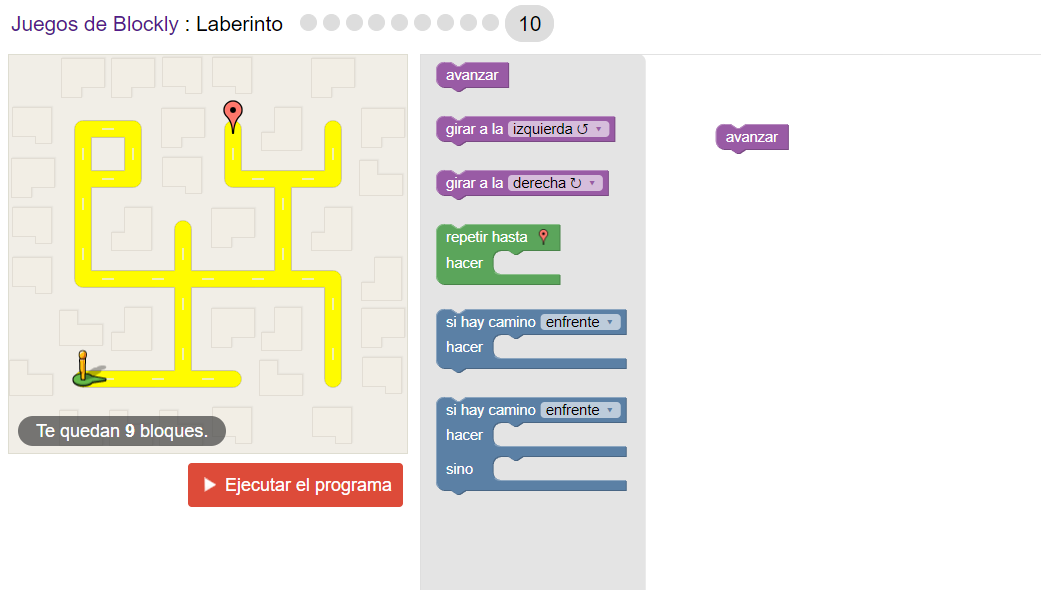 Juegos de Blockly : Laberinto 10
avanzar
girar a la izquierda ↺ ▾
girar a la derecha ↻ ▾
repetir hasta
hacer
si hay camino enfrente ▾
hacer
si hay camino enfrente ▾
hacer
sino
avanzar
Te quedan 9 bloques.
Ejecutar el programa